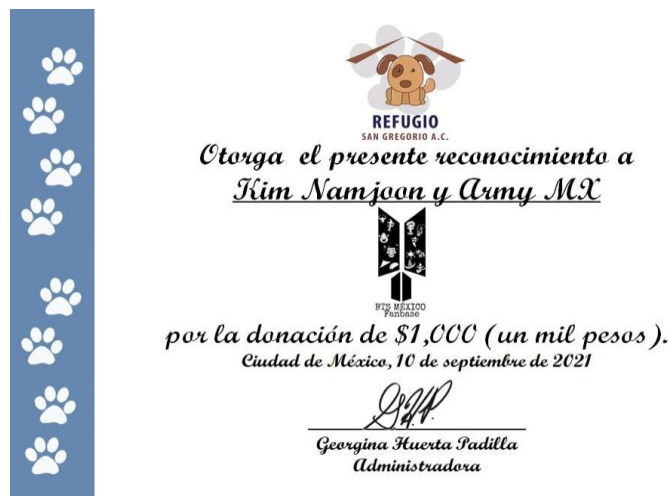 REFUGIO
SAN GREGORIO A.C.
Otorga el presente reconocimiento a
Kim Namjoon y Army MX
BTS MÉXICO
Fanbase
por la donación de $1,000 (un mil pesos).
Ciudad de México, 10 de septiembre de 2021
Georgina Huerta Padilla
Administradora